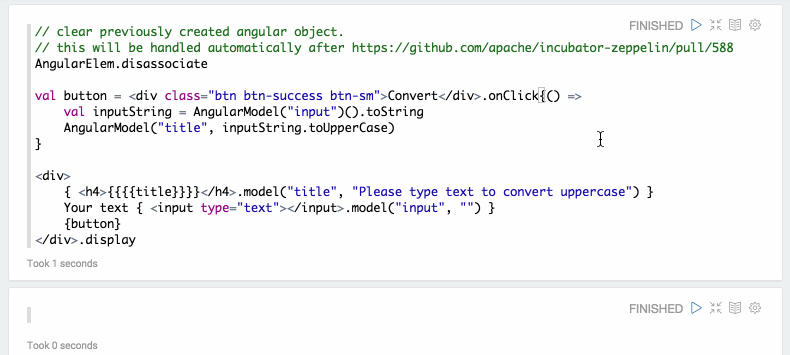 FINISHED
// clear previously created angular object.
// this will be handled automatically after https://github.com/apache/incubator-zeppelin/pull/588
AngularElem.disassociate
val button = <div class="btn btn-success btn-sm">Convert</div>.onClick{() =>
    val inputString = AngularModel("input")().toString
    AngularModel("title", inputString.toUpperCase)
}
<div>
    { <h4>{{{{title}}}}</h4>.model("title", "Please type text to convert uppercase") }
    Your text { <input type="text"></input>.model("input", "") }
    {button}
</div>.display
Took 1 seconds
FINISHED
Took 0 seconds